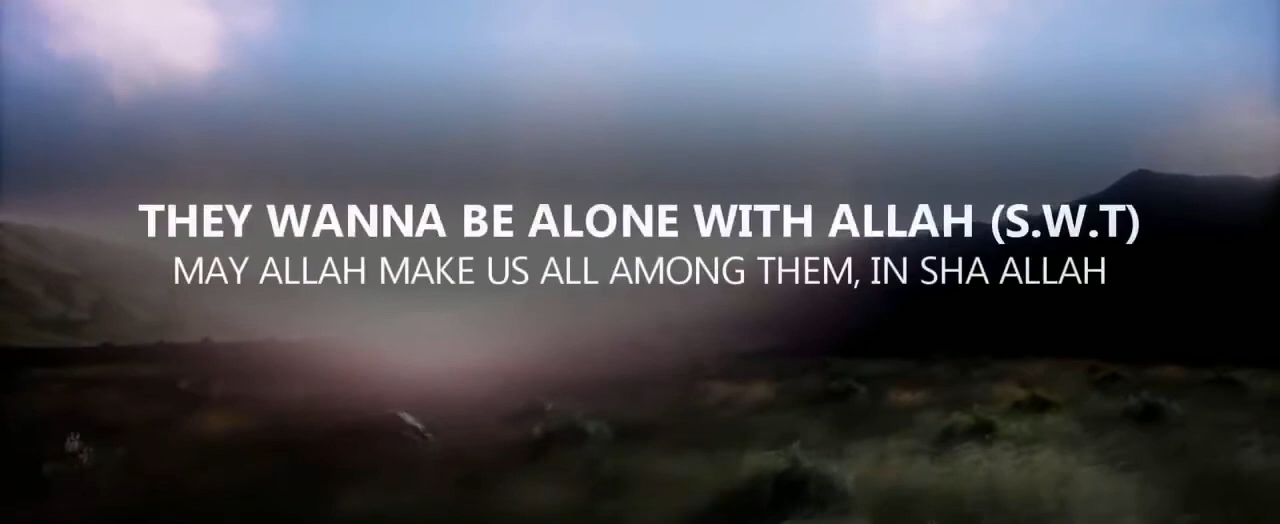 THEY WANNA BE ALONE WITH ALLAH (S.W.T)
MAY ALLAH MAKE US ALL AMONG THEM, IN SHA ALLAH